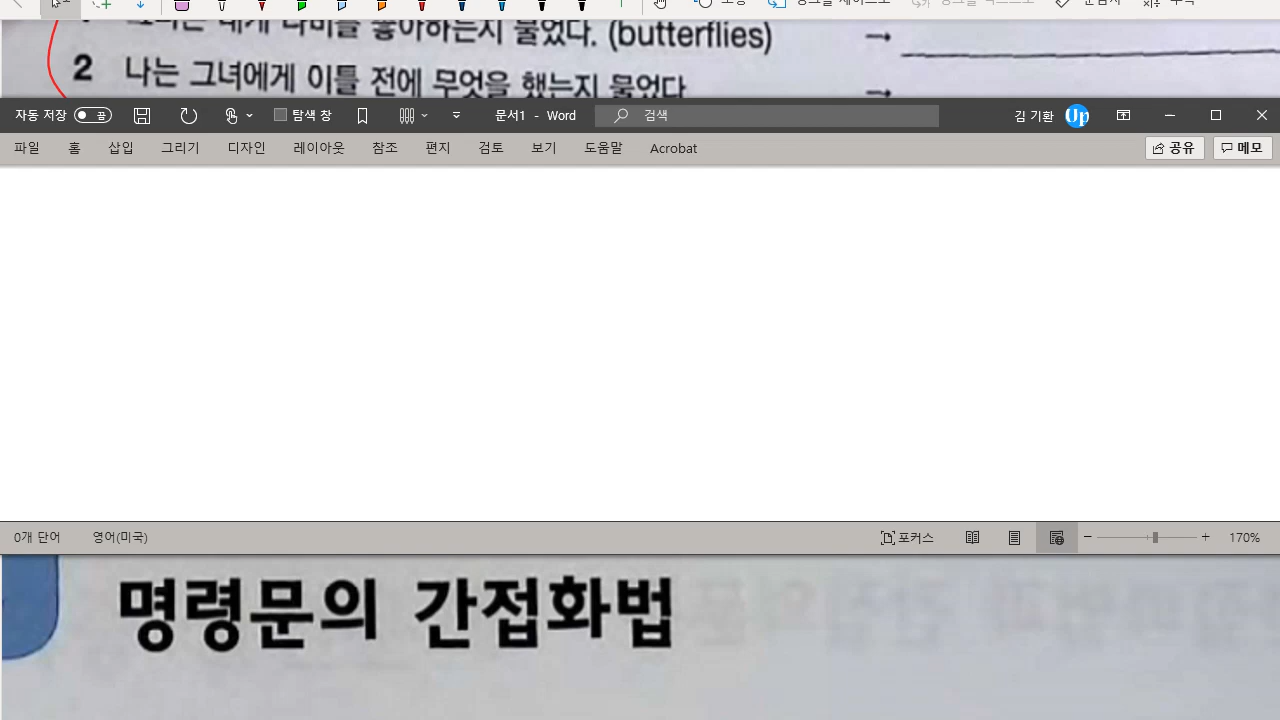 그녀는 내게 나비를 좋아하는지 물었다. (butterflies) →
2 나는 그녀에게 이틀 전에 무엇을 했는지 물었다 →
자동 저장 끔 탐색 창 문서1 - Word 검색 김 기환 Up
파일 홈 삽입 그리기 디자인 레이아웃 참조 편지 검토 보기 도움말 Acrobat 공유 메모
0개 단어 영어(미국) 포커스 170%
명령문의 간접화법